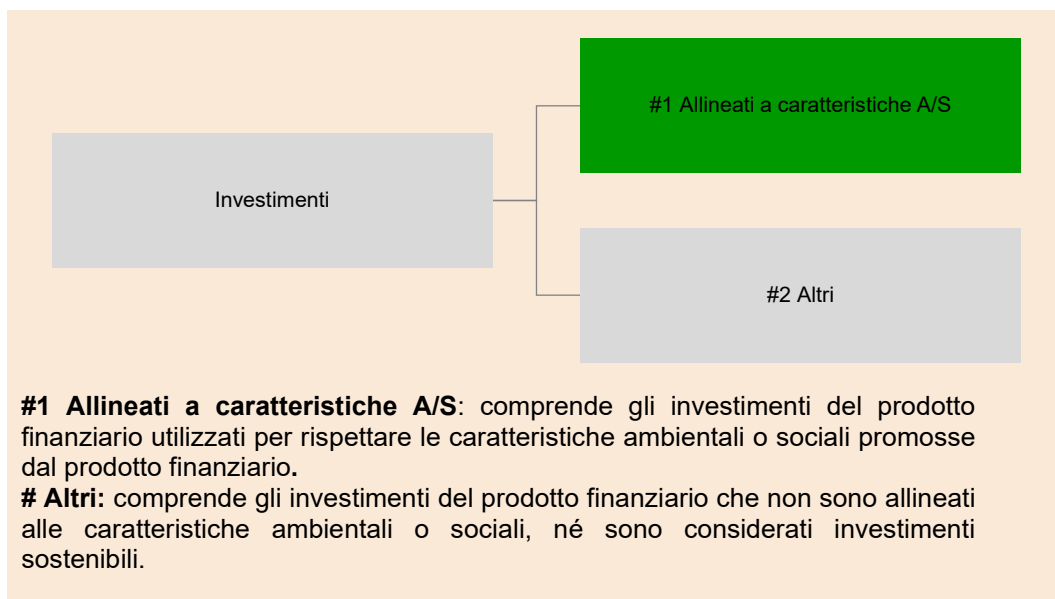 #1 Allineati a caratteristiche A/S
Investimenti
#2 Altri
#1 Allineati a caratteristiche A/S: comprende gli investimenti del prodotto
finanziario utilizzati per rispettare le caratteristiche ambientali o sociali promosse
dal prodotto finanziario.
# Altri: comprende gli investimenti del prodotto finanziario che non sono allineati
alle caratteristiche ambientali o sociali, né sono considerati investimenti
sostenibili.